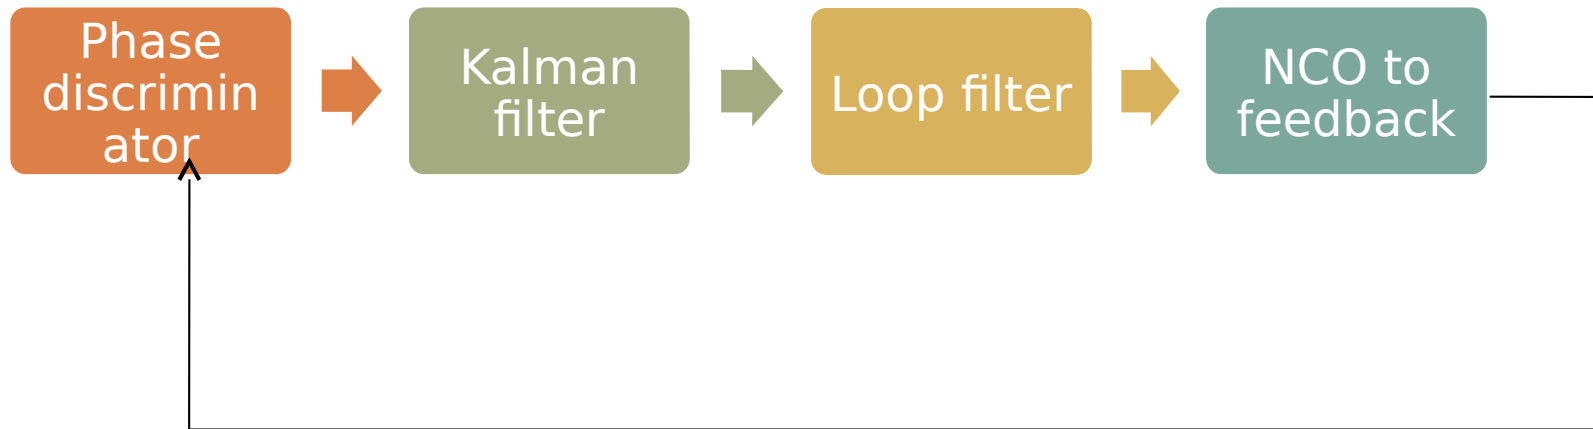 Phase
discrimin
ator
Kalman
filter
Loop filter
NCO to
feedback